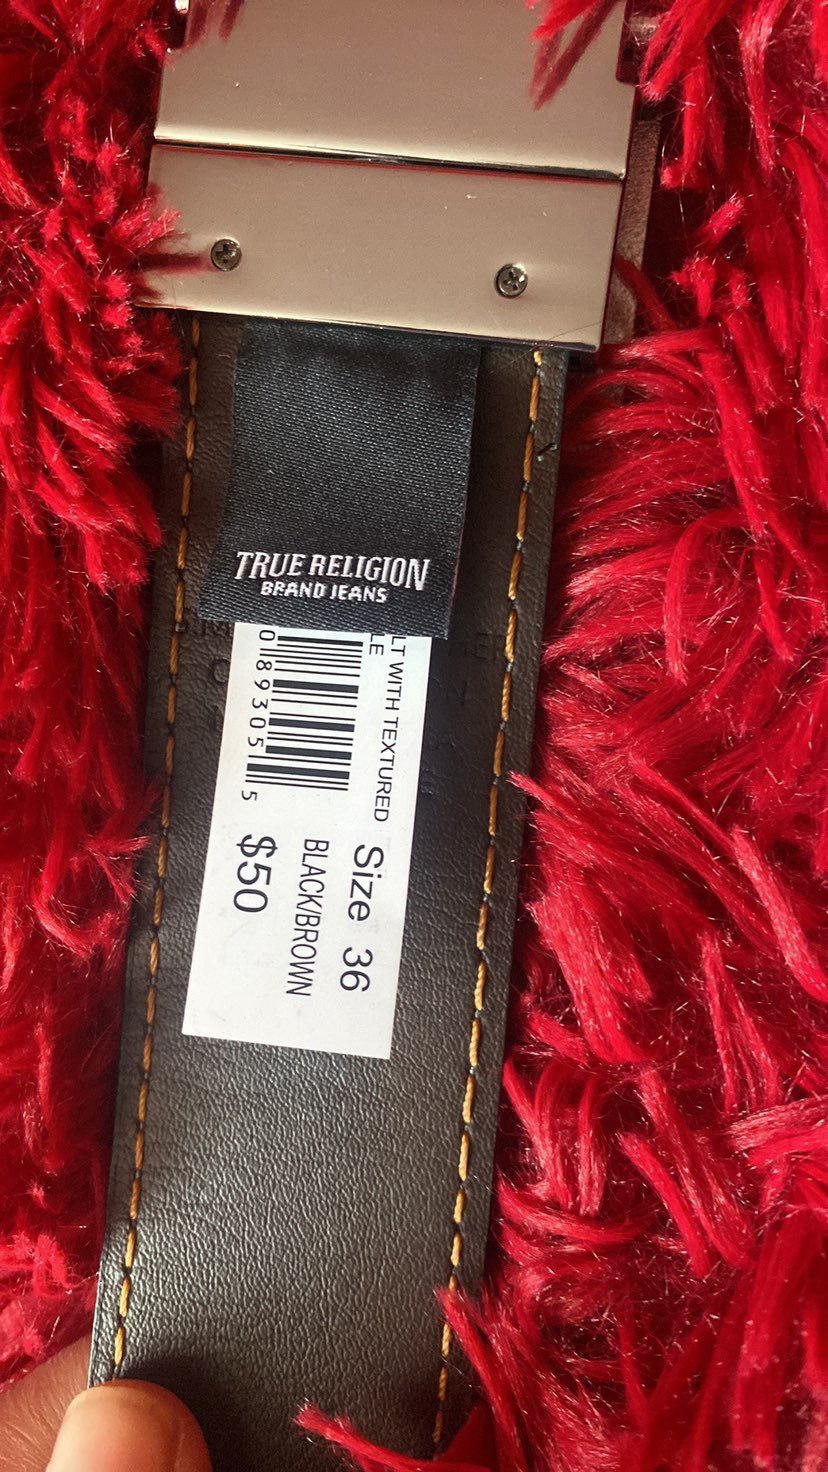 TRUE RELIGION
BRAND JEANS
LT WITH TEXTURED
LE
0 89305 5
Size 36
BLACK/BROWN
$50